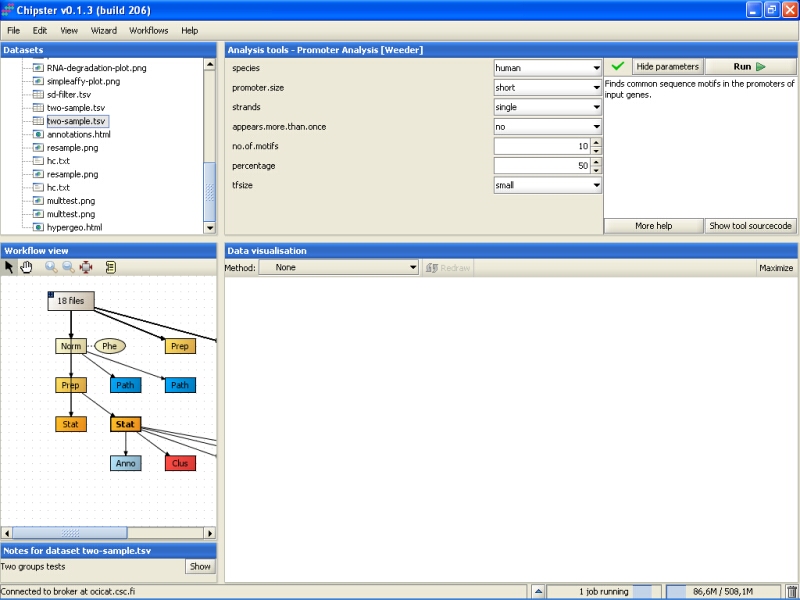 Chipster v0.1.3 (build 206)
File Edit View Wizard Workflows Help
Datasets
RNA-degradation-plot.png
simpleaffy-plot.png
sd-filter.tsv
two-sample.tsv
two-sample.tsv
annotations.html
resample.png
hc.txt
resample.png
hc.txt
multtest.png
multtest.png
hypergeo.html
Analysis tools - Promoter Analysis [Weeder]
species human
promoter.size short
strands single
appears.more.than.once no
no.of.motifs 10
percentage 50
tfsize small
Hide parameters Run
Finds common sequence motifs in the promoters of
input genes.
More help Show tool sourcecode
Workflow view
18 files
Norm Phe Prep
Prep Path Path
Stat Stat
Anno Clus
Notes for dataset two-sample.tsv
Two groups tests Show
Data visualisation
Method: None Redraw Maximize
Connected to broker at ocicat.csc.fi 1 job running 86,6M / 508,1M